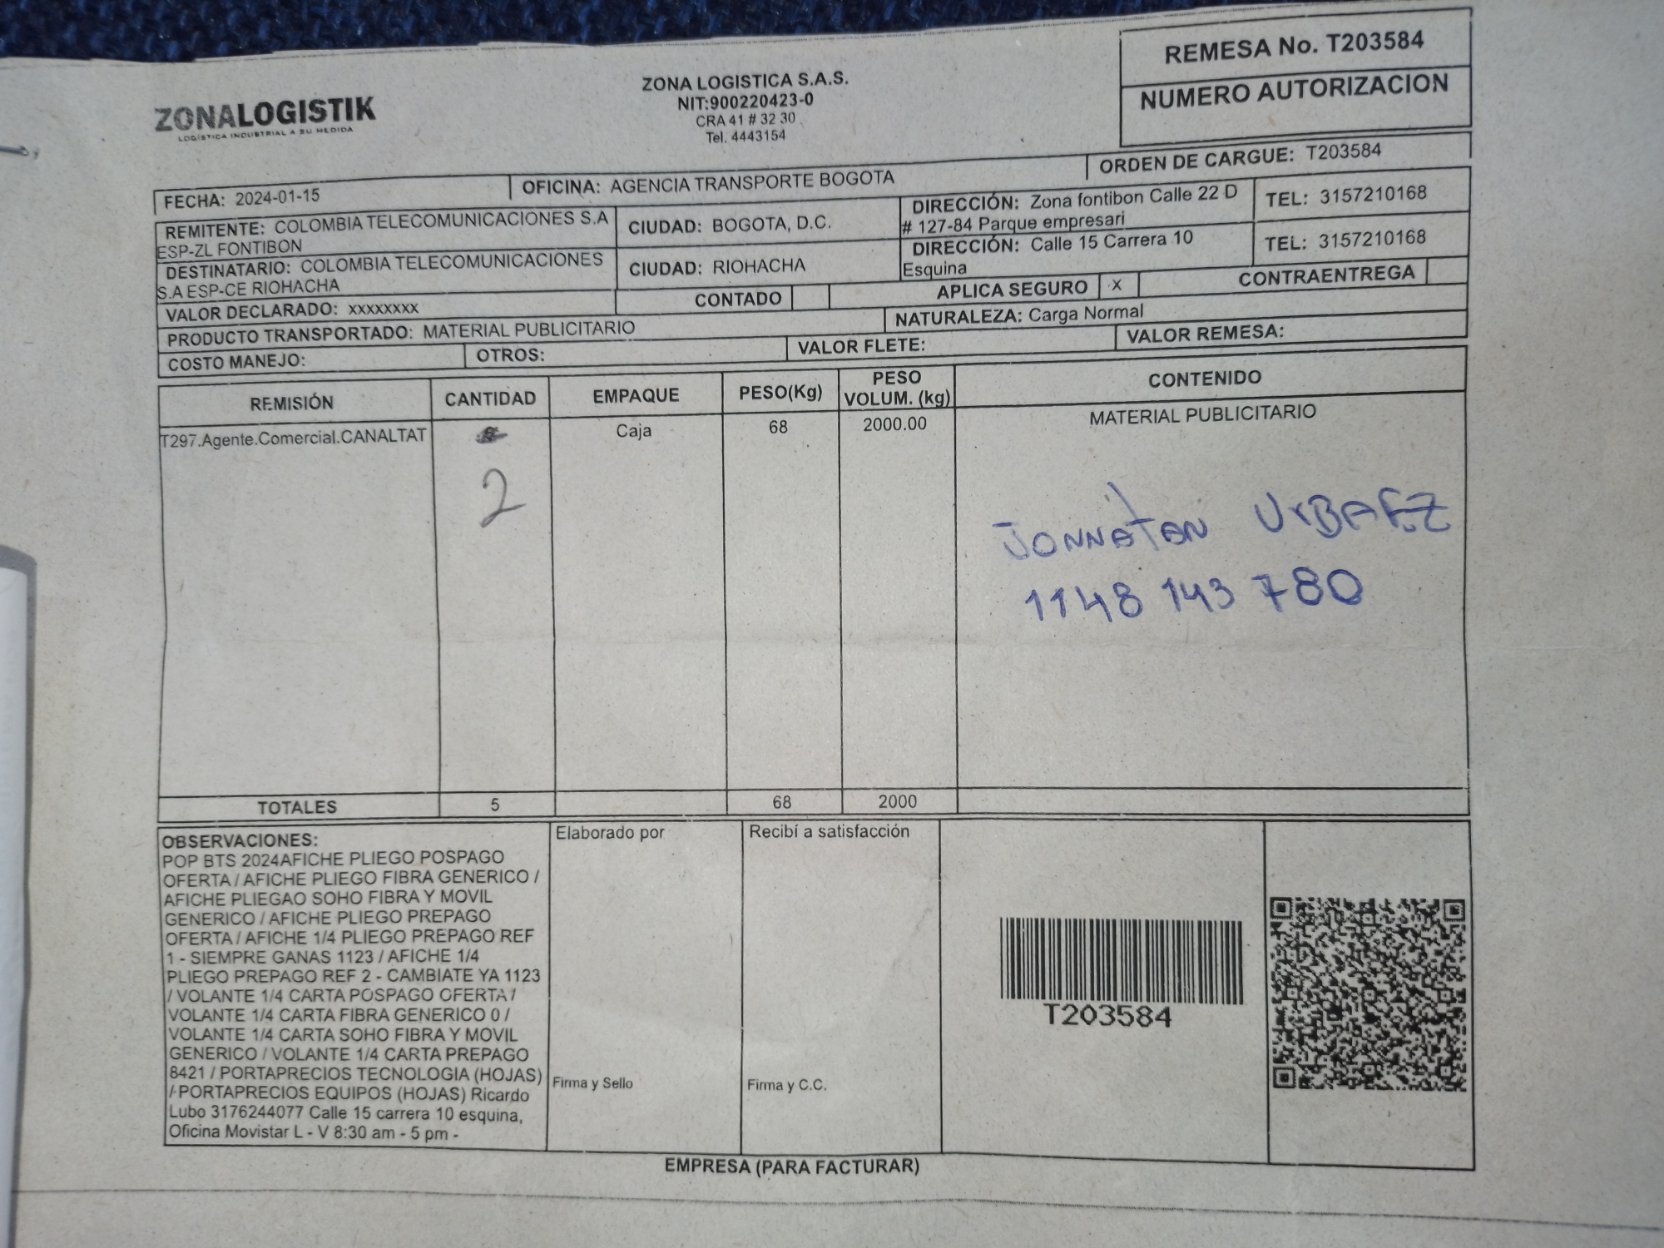 REMESA No. T203584
NUMERO AUTORIZACION
ZONALOGISTIK
LOGÍSTICA INDUSTRIAL A SU MEDIDA
ZONA LOGISTICA S.A.S.
NIT:900220423-0
CRA 41 # 32 30
Tel. 4443154
ORDEN DE CARGUE: T203584
FECHA: 2024-01-15 OFICINA: AGENCIA TRANSPORTE BOGOTA
REMITENTE: COLOMBIA TELECOMUNICACIONES S.A
ESP-ZL FONTIBON
CIUDAD: BOGOTA, D.C.
DIRECCIÓN: Zona fontibon Calle 22 D
# 127-84 Parque empresari
TEL: 3157210168
DESTINATARIO: COLOMBIA TELECOMUNICACIONES
S.A ESP-CE RIOHACHA
CIUDAD: RIOHACHA
DIRECCIÓN: Calle 15 Carrera 10
Esquina
TEL: 3157210168
VALOR DECLARADO: xxxxxxxx CONTADO APLICA SEGURO X CONTRAENTREGA
PRODUCTO TRANSPORTADO: MATERIAL PUBLICITARIO NATURALEZA: Carga Normal
COSTO MANEJO: OTROS: VALOR FLETE: VALOR REMESA:
REMISIÓN CANTIDAD EMPAQUE PESO(Kg) PESO VOLUM. (kg) CONTENIDO
T297.Agente.Comercial.CANALTAT Caja 68 2000.00 MATERIAL PUBLICITARIO
2
JONNATAN
1148 143 780
TOTALES 5 68 2000
OBSERVACIONES:
POP BTS 2024AFICHE PLIEGO POSPAGO
OFERTA / AFICHE PLIEGO FIBRA GENERICO /
AFICHE PLIEGAO SOHO FIBRA Y MOVIL
GENERICO / AFICHE PLIEGO PREPAGO
OFERTA / AFICHE 1/4 PLIEGO PREPAGO REF
1 - SIEMPRE GANAS 1123 / AFICHE 1/4
PLIEGO PREPAGO REF 2 - CAMBIATE YA 1123
/ VOLANTE 1/4 CARTA POSPAGO OFERTA /
VOLANTE 1/4 CARTA FIBRA GENERICO 0 /
VOLANTE 1/4 CARTA SOHO FIBRA Y MOVIL
GENERICO / VOLANTE 1/4 CARTA PREPAGO
8421 / PORTAPRECIOS TECNOLOGIA (HOJAS)
/ PORTAPRECIOS EQUIPOS (HOJAS) Ricardo
Lubo 3176244077 Calle 15 carrera 10 esquina,
Oficina Movistar L - V 8:30 am - 5 pm -
Elaborado por
Firma y Sello
Recibí a satisfacción
Firma y C.C.
T203584
EMPRESA (PARA FACTURAR)